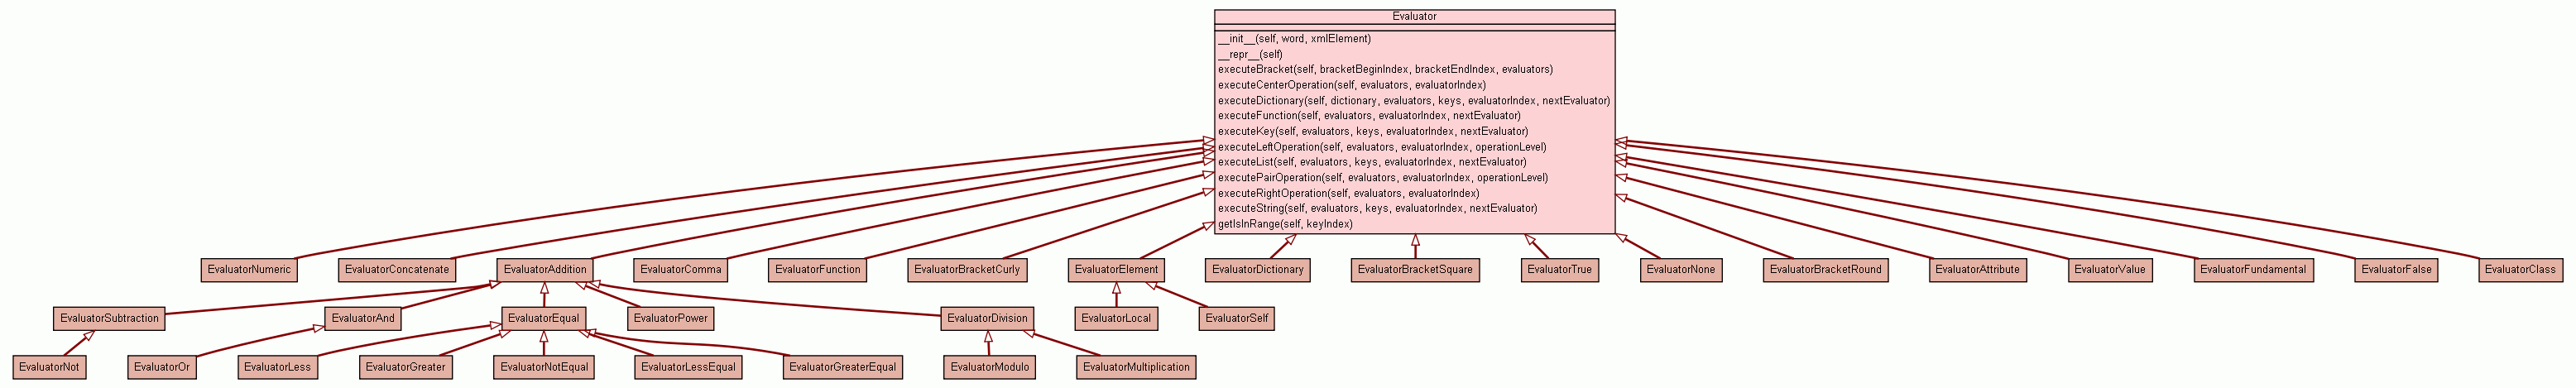 Evaluator
__init__(self, word, xmlElement)
__repr__(self)
executeBracket(self, bracketBeginIndex, bracketEndIndex, evaluators)
executeCenterOperation(self, evaluators, evaluatorIndex)
executeDictionary(self, dictionary, evaluators, keys, evaluatorIndex, nextEvaluator)
executeFunction(self, evaluators, evaluatorIndex, nextEvaluator)
executeKey(self, evaluators, keys, evaluatorIndex, nextEvaluator)
executeLeftOperation(self, evaluators, evaluatorIndex, operationLevel)
executeList(self, evaluators, keys, evaluatorIndex, nextEvaluator)
executePairOperation(self, evaluators, evaluatorIndex, operationLevel)
executeRightOperation(self, evaluators, evaluatorIndex)
executeString(self, evaluators, keys, evaluatorIndex, nextEvaluator)
getIsInRange(self, keyIndex)
EvaluatorNumeric
EvaluatorConcatenate
EvaluatorAddition
EvaluatorComma
EvaluatorFunction
EvaluatorBracketCurly
EvaluatorElement
EvaluatorDictionary
EvaluatorBracketSquare
EvaluatorTrue
EvaluatorNone
EvaluatorBracketRound
EvaluatorAttribute
EvaluatorValue
EvaluatorFundamental
EvaluatorFalse
EvaluatorClass
EvaluatorSubtraction
EvaluatorAnd
EvaluatorEqual
EvaluatorPower
EvaluatorDivision
EvaluatorLocal
EvaluatorSelf
EvaluatorNot
EvaluatorOr
EvaluatorLess
EvaluatorGreater
EvaluatorNotEqual
EvaluatorLessEqual
EvaluatorGreaterEqual
EvaluatorModulo
EvaluatorMultiplication